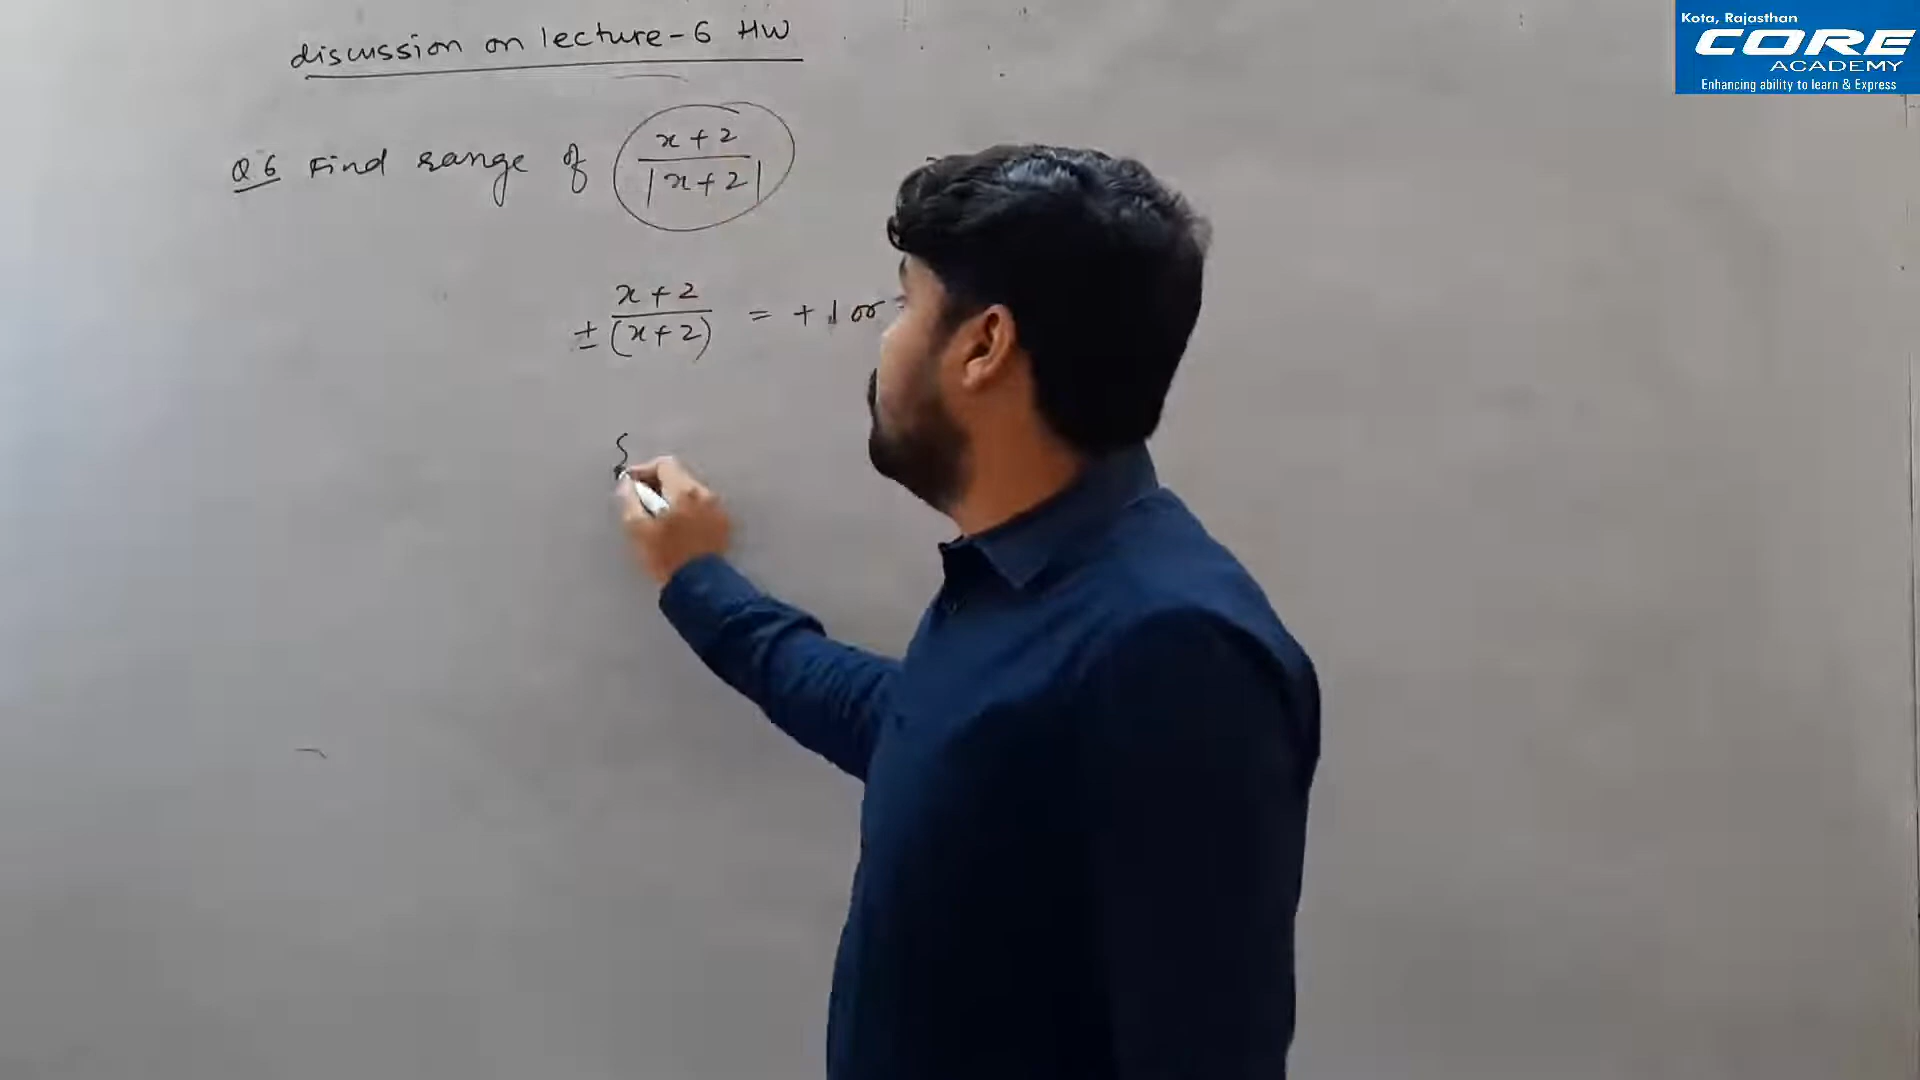 discussion on lecture-6 HW
Q6 Find range of x+2 / |x+2|
± x+2 / (x+2) = +1 or
{
Kota, Rajasthan
CORE
ACADEMY
Enhancing ability to learn & Express